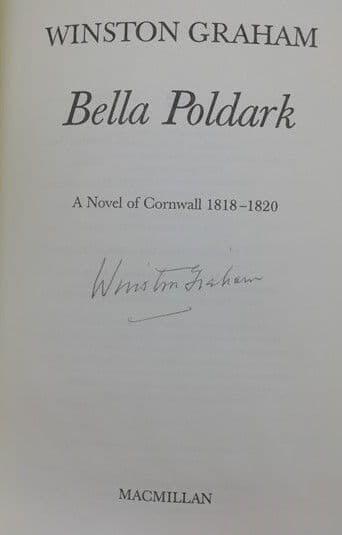 WINSTON GRAHAM
Bella Poldark
A Novel of Cornwall 1818–1820
Winston Graham
MACMILLAN